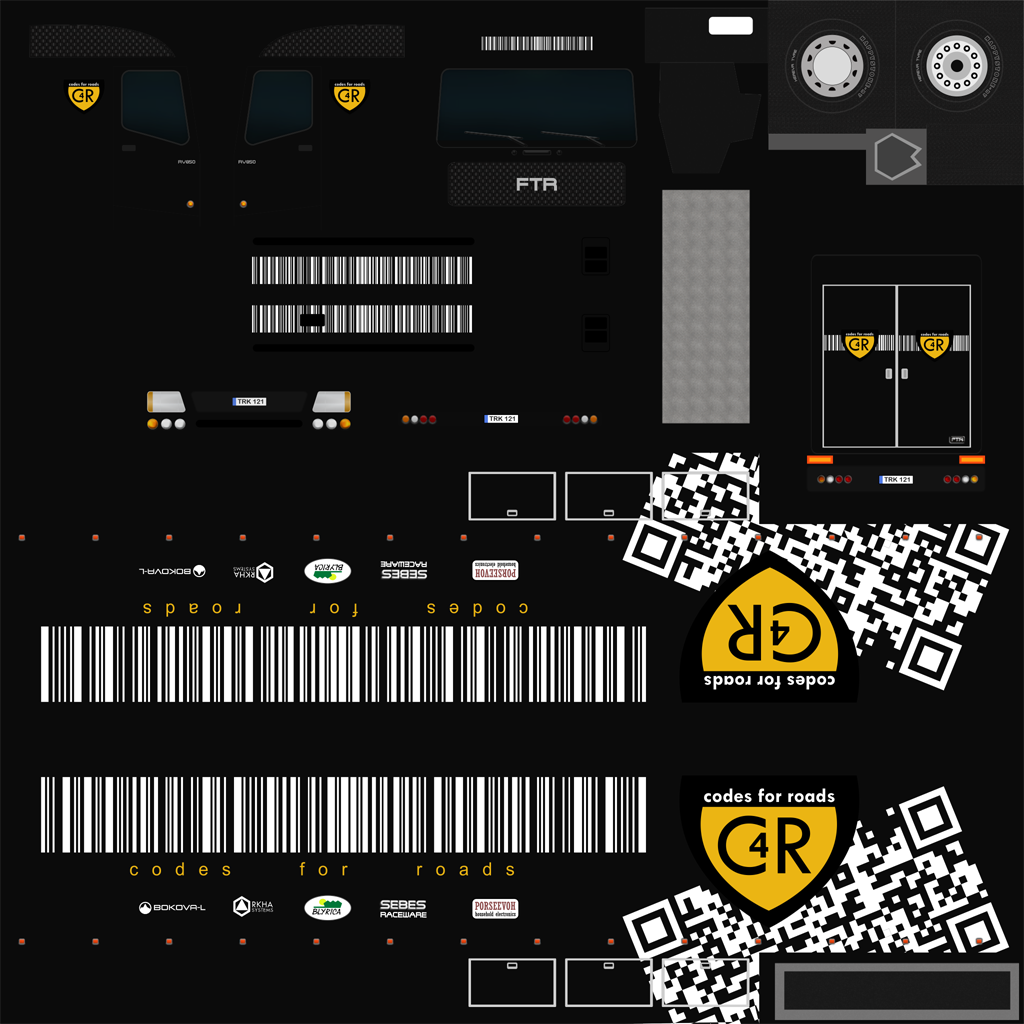 codes for roads
C4R
codes for roads
C4R
RV850
RV850
FTR
codes for roads
C4R
codes for roads
C4R
FTR
TRK 121
TRK 121
TRK 121
BOKOVA-L
RKHA
SYSTEMS
BLYRICA
SEBES
RACEWARE
PORSEEVOH
household electronics
codes for roads
C4R
codes for roads
codes for roads
C4R
codes for roads
BOKOVA-L
RKHA
SYSTEMS
BLYRICA
SEBES
RACEWARE
PORSEEVOH
household electronics